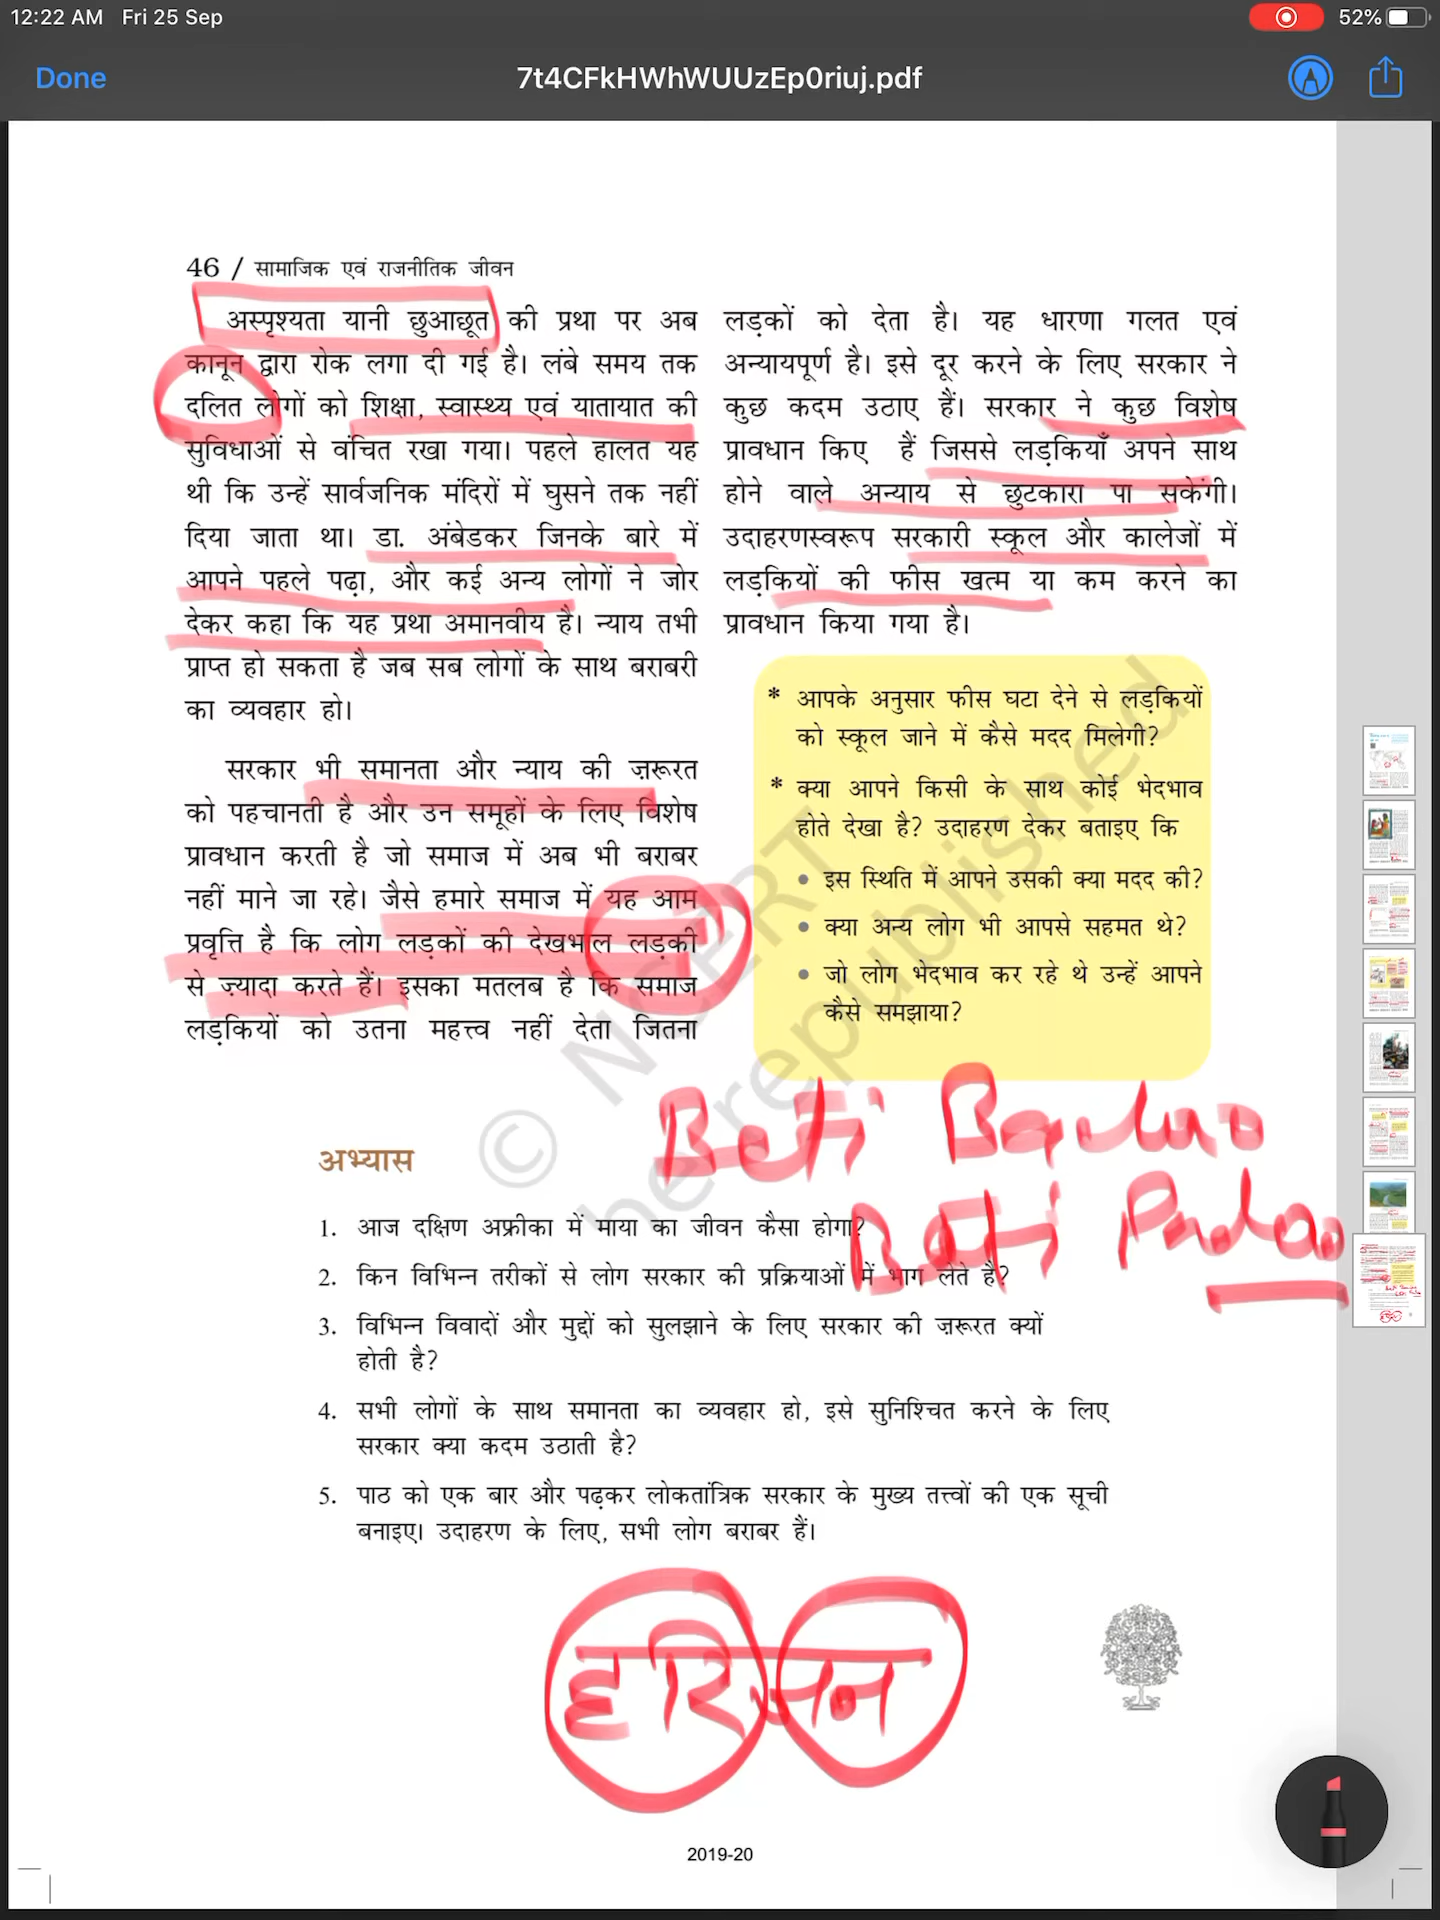 12:22 AM Fri 25 Sep
52%
Done
7t4CFkHWhWUUzEp0riuj.pdf
46 / सामाजिक एवं राजनीतिक जीवन
अस्पृश्यता यानी छुआछूत की प्रथा पर अब
कानून द्वारा रोक लगा दी गई है। लंबे समय तक
दलित लोगों को शिक्षा, स्वास्थ्य एवं यातायात की
सुविधाओं से वंचित रखा गया। पहले हालत यह
थी कि उन्हें सार्वजनिक मंदिरों में घुसने तक नहीं
दिया जाता था। डा. अंबेडकर जिनके बारे में
आपने पहले पढ़ा, और कई अन्य लोगों ने जोर
देकर कहा कि यह प्रथा अमानवीय है। न्याय तभी
प्राप्त हो सकता है जब सब लोगों के साथ बराबरी
का व्यवहार हो।
सरकार भी समानता और न्याय की ज़रूरत
को पहचानती है और उन समूहों के लिए विशेष
प्रावधान करती है जो समाज में अब भी बराबर
नहीं माने जा रहे। जैसे हमारे समाज में यह आम
प्रवृत्ति है कि लोग लड़कों की देखभाल लड़की
से ज़्यादा करते हैं। इसका मतलब है कि समाज
लड़कियों को उतना महत्त्व नहीं देता जितना
लड़कों को देता है। यह धारणा गलत एवं
अन्यायपूर्ण है। इसे दूर करने के लिए सरकार ने
कुछ कदम उठाए हैं। सरकार ने कुछ विशेष
प्रावधान किए हैं जिससे लड़कियाँ अपने साथ
होने वाले अन्याय से छुटकारा पा सकेंगी।
उदाहरणस्वरूप सरकारी स्कूल और कालेजों में
लड़कियों की फीस खत्म या कम करने का
प्रावधान किया गया है।
* आपके अनुसार फीस घटा देने से लड़कियों
को स्कूल जाने में कैसे मदद मिलेगी?
* क्या आपने किसी के साथ कोई भेदभाव
होते देखा है? उदाहरण देकर बताइए कि
• इस स्थिति में आपने उसकी क्या मदद की?
• क्या अन्य लोग भी आपसे सहमत थे?
• जो लोग भेदभाव कर रहे थे उन्हें आपने
कैसे समझाया?
© NCERT
be republished
Beti Bachao
Beti Padao
अभ्यास
1. आज दक्षिण अफ्रीका में माया का जीवन कैसा होगा?
2. किन विभिन्न तरीकों से लोग सरकार की प्रक्रियाओं में भाग लेते हैं?
3. विभिन्न विवादों और मुद्दों को सुलझाने के लिए सरकार की ज़रूरत क्यों
होती है?
4. सभी लोगों के साथ समानता का व्यवहार हो, इसे सुनिश्चित करने के लिए
सरकार क्या कदम उठाती है?
5. पाठ को एक बार और पढ़कर लोकतांत्रिक सरकार के मुख्य तत्त्वों की एक सूची
बनाइए। उदाहरण के लिए, सभी लोग बराबर हैं।
हरिजन
2019-20